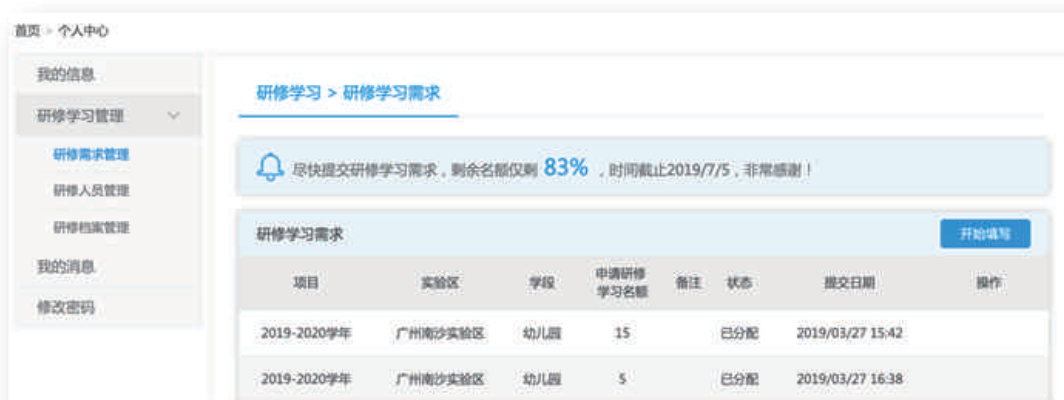 首页 > 个人中心
我的信息
研修学习管理
研修需求管理
研修人员管理
研修档案管理
我的消息
修改密码
研修学习 > 研修学习需求
尽快提交研修学习需求，剩余名额仅剩 83% ，时间截止2019/7/5，非常感谢！
研修学习需求 开始填写
项目 实验区 学段 申请研修学习名额 备注 状态 提交日期 操作
2019-2020学年 广州南沙实验区 幼儿园 15 已分配 2019/03/27 15:42
2019-2020学年 广州南沙实验区 幼儿园 5 已分配 2019/03/27 16:38